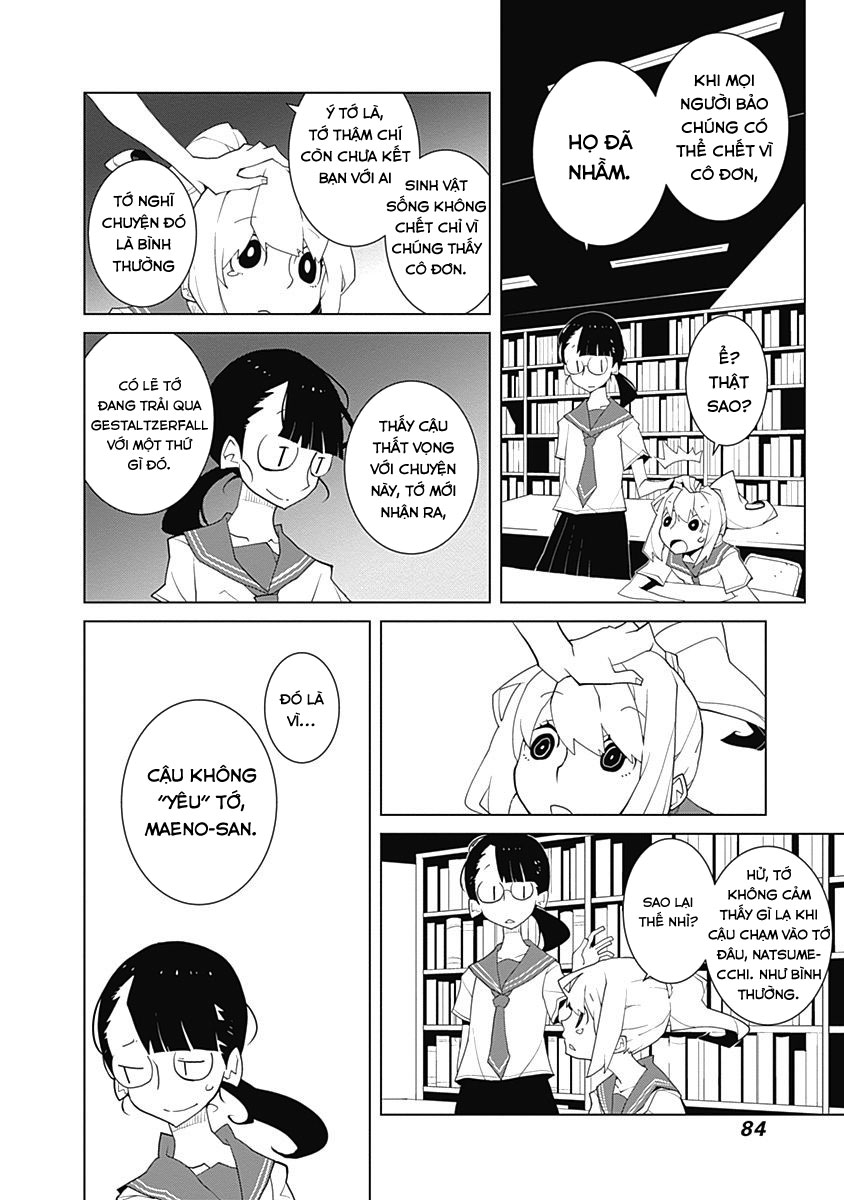 KHI MỌI
NGƯỜI BẢO
CHÚNG CÓ
THỂ CHẾT VÌ
CÔ ĐƠN,
HỌ ĐÃ
NHẦM.
Ể?
THẬT
SAO?
SINH VẬT
SỐNG KHÔNG
CHẾT CHỈ VÌ
CHÚNG THẤY
CÔ ĐƠN.
Ý TỚ LÀ,
TỚ THẬM CHÍ
CÒN CHƯA KẾT
BẠN VỚI AI
TỚ NGHĨ
CHUYỆN ĐÓ
LÀ BÌNH
THƯỜNG
THẤY CẬU
THẤT VỌNG
VỚI CHUYỆN
NÀY, TỚ MỚI
NHẬN RA,
CÓ LẼ TỚ
ĐANG TRẢI QUA
GESTALTZERFALL
VỚI MỘT THỨ
GÌ ĐÓ.
HỬ, TỚ
KHÔNG CẢM
THẤY GÌ LẠ KHI
CẬU CHẠM VÀO TỚ
ĐÂU, NATSUME-
CCHI. NHƯ BÌNH
THƯỜNG.
SAO LẠI
THẾ NHỈ?
ĐÓ LÀ
VÌ...
CẬU KHÔNG
"YÊU" TỚ,
MAENO-SAN.
84